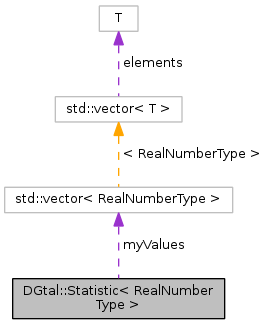 T
elements
std::vector< T >
< RealNumberType >
std::vector< RealNumberType >
myValues
DGtal::Statistic< RealNumber
Type >